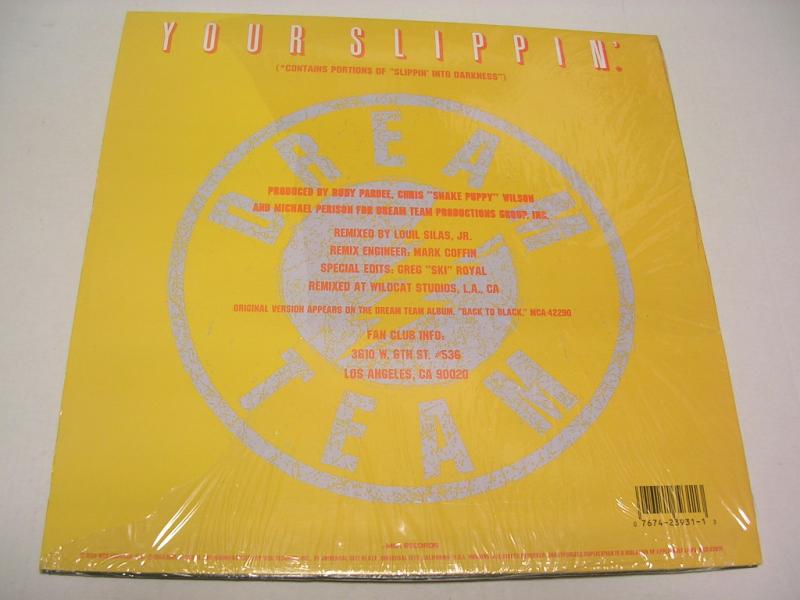 YOUR SLIPPIN'*
(*CONTAINS PORTIONS OF "SLIPPIN' INTO DARKNESS")
DREAM
PRODUCED BY RUDY PARDEE, CHRIS "SNAKE PUPPY" WILSON
AND MICHAEL PERISON FOR DREAM TEAM PRODUCTIONS GROUP, INC.
REMIXED BY LOUIL SILAS, JR.
REMIX ENGINEER: MARK COFFIN
SPECIAL EDITS: GREG "SKI" ROYAL
REMIXED AT WILDCAT STUDIOS, L.A., CA
ORIGINAL VERSION APPEARS ON THE DREAM TEAM ALBUM, "BACK TO BLACK," MCA-42290
FAN CLUB INFO:
3610 W. 6TH ST. #536
LOS ANGELES, CA 90020
TEAM
0 7674-23931-1 3
MCA RECORDS